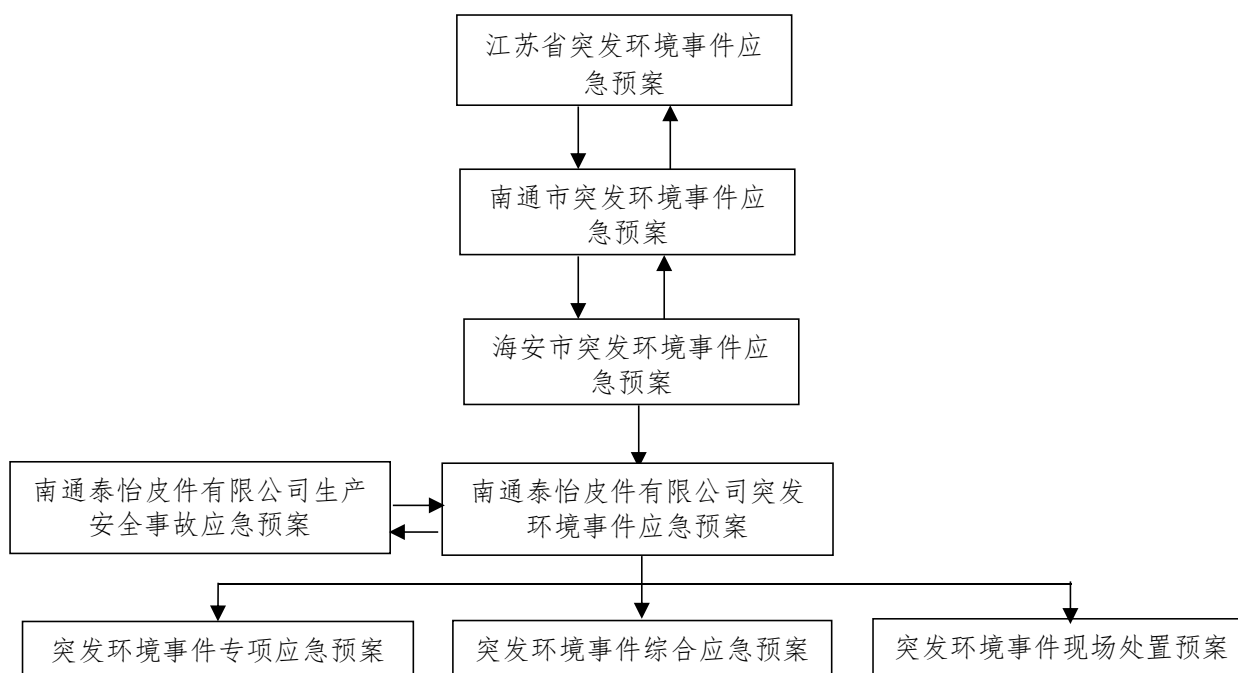 江苏省突发环境事件应
急预案
南通市突发环境事件应
急预案
海安市突发环境事件应
急预案
南通泰怡皮件有限公司生产
安全事故应急预案
南通泰怡皮件有限公司突发
环境事件应急预案
突发环境事件专项应急预案
突发环境事件综合应急预案
突发环境事件现场处置预案